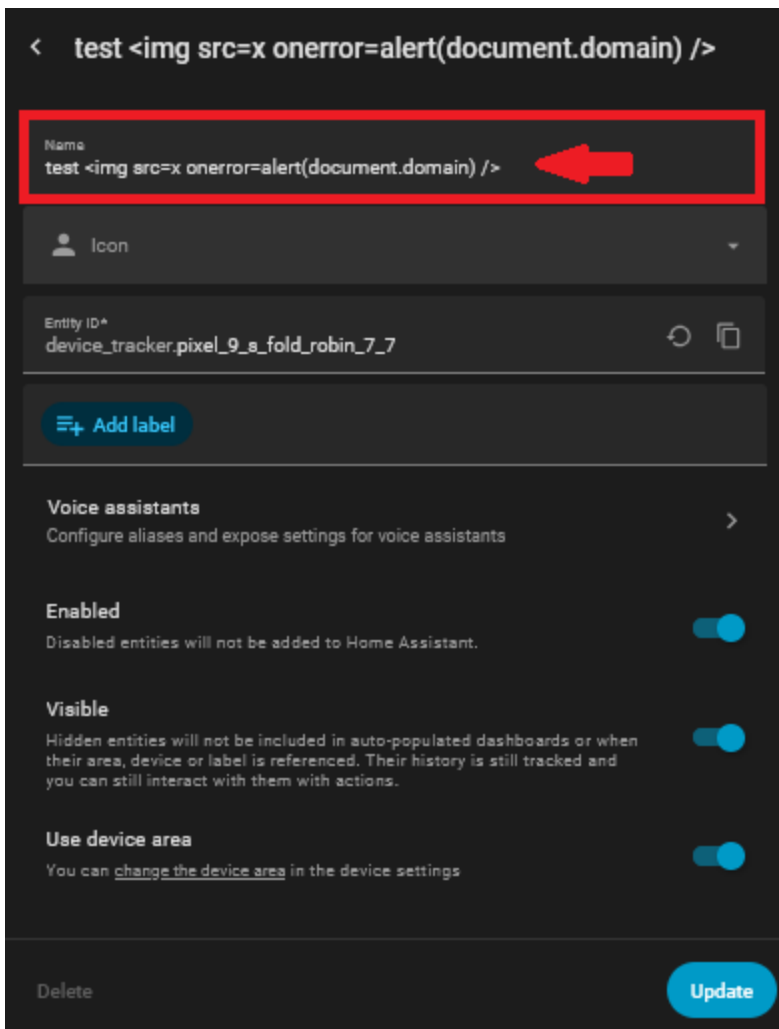 test <img src=x onerror=alert(document.domain) />
Name
test <img src=x onerror=alert(document.domain) />
Icon
Entity ID*
device_tracker.pixel_9_s_fold_robin_7_7
Add label
Voice assistants
Configure aliases and expose settings for voice assistants
Enabled
Disabled entities will not be added to Home Assistant.
Visible
Hidden entities will not be included in auto-populated dashboards or when
their area, device or label is referenced. Their history is still tracked and
you can still interact with them with actions.
Use device area
You can change the device area in the device settings
Delete
Update